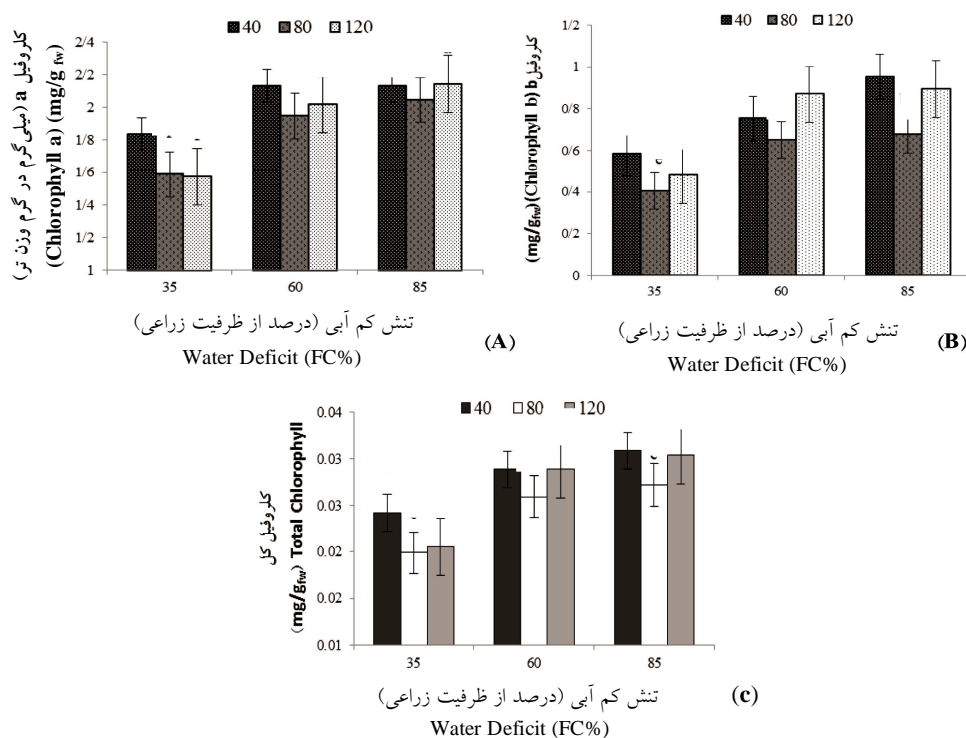 40 80 120
2/4
2/2
2
1/8
1/6
1/4
1/2
1
کلروفیل a (میلی گرم در گرم وزن تر)
(Chlorophyll a) (mg/g fw)
35 60 85
تنش کم آبی (درصد از ظرفیت زراعی)
Water Deficit (FC%)
(A)
40 80 120
1/2
1
0/8
0/6
0/4
0/2
0
کلروفیل b (Chlorophyll b)
(mg/gfw)
35 60 85
تنش کم آبی (درصد از ظرفیت زراعی)
Water Deficit (FC%)
(B)
40 80 120
0.04
0.03
0.03
0.02
0.02
0.01
کلروفیل کل
Total Chlorophyll (mg/gfw)
35 60 85
تنش کم آبی (درصد از ظرفیت زراعی)
Water Deficit (FC%)
(c)